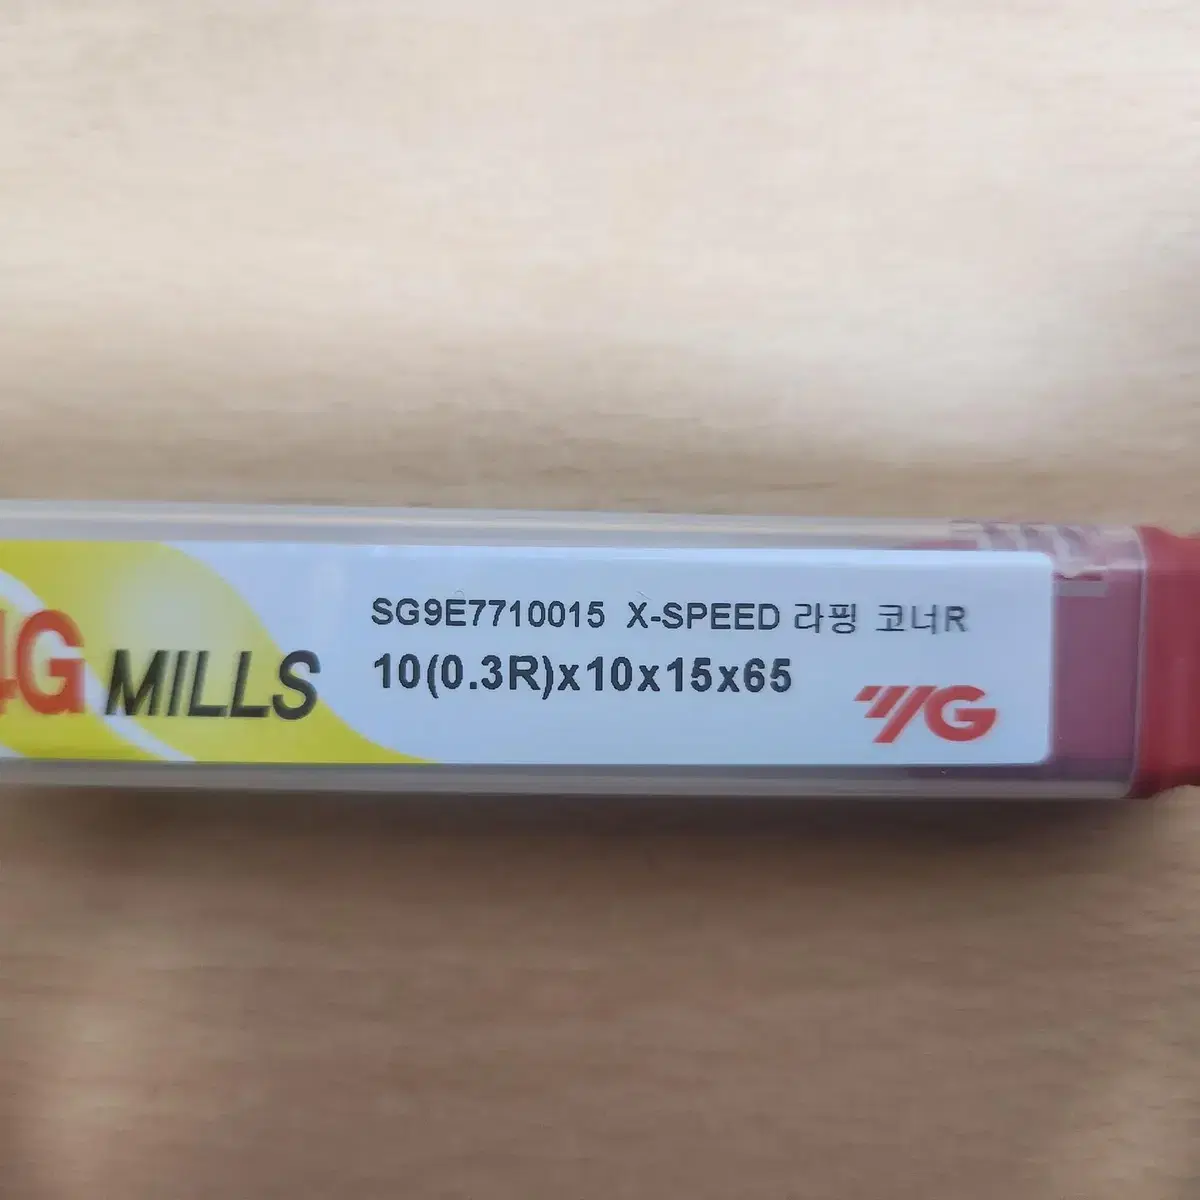 4G MILLS
SG9E7710015 X-SPEED 라핑 코너R
10(0.3R)x10x15x65
YG